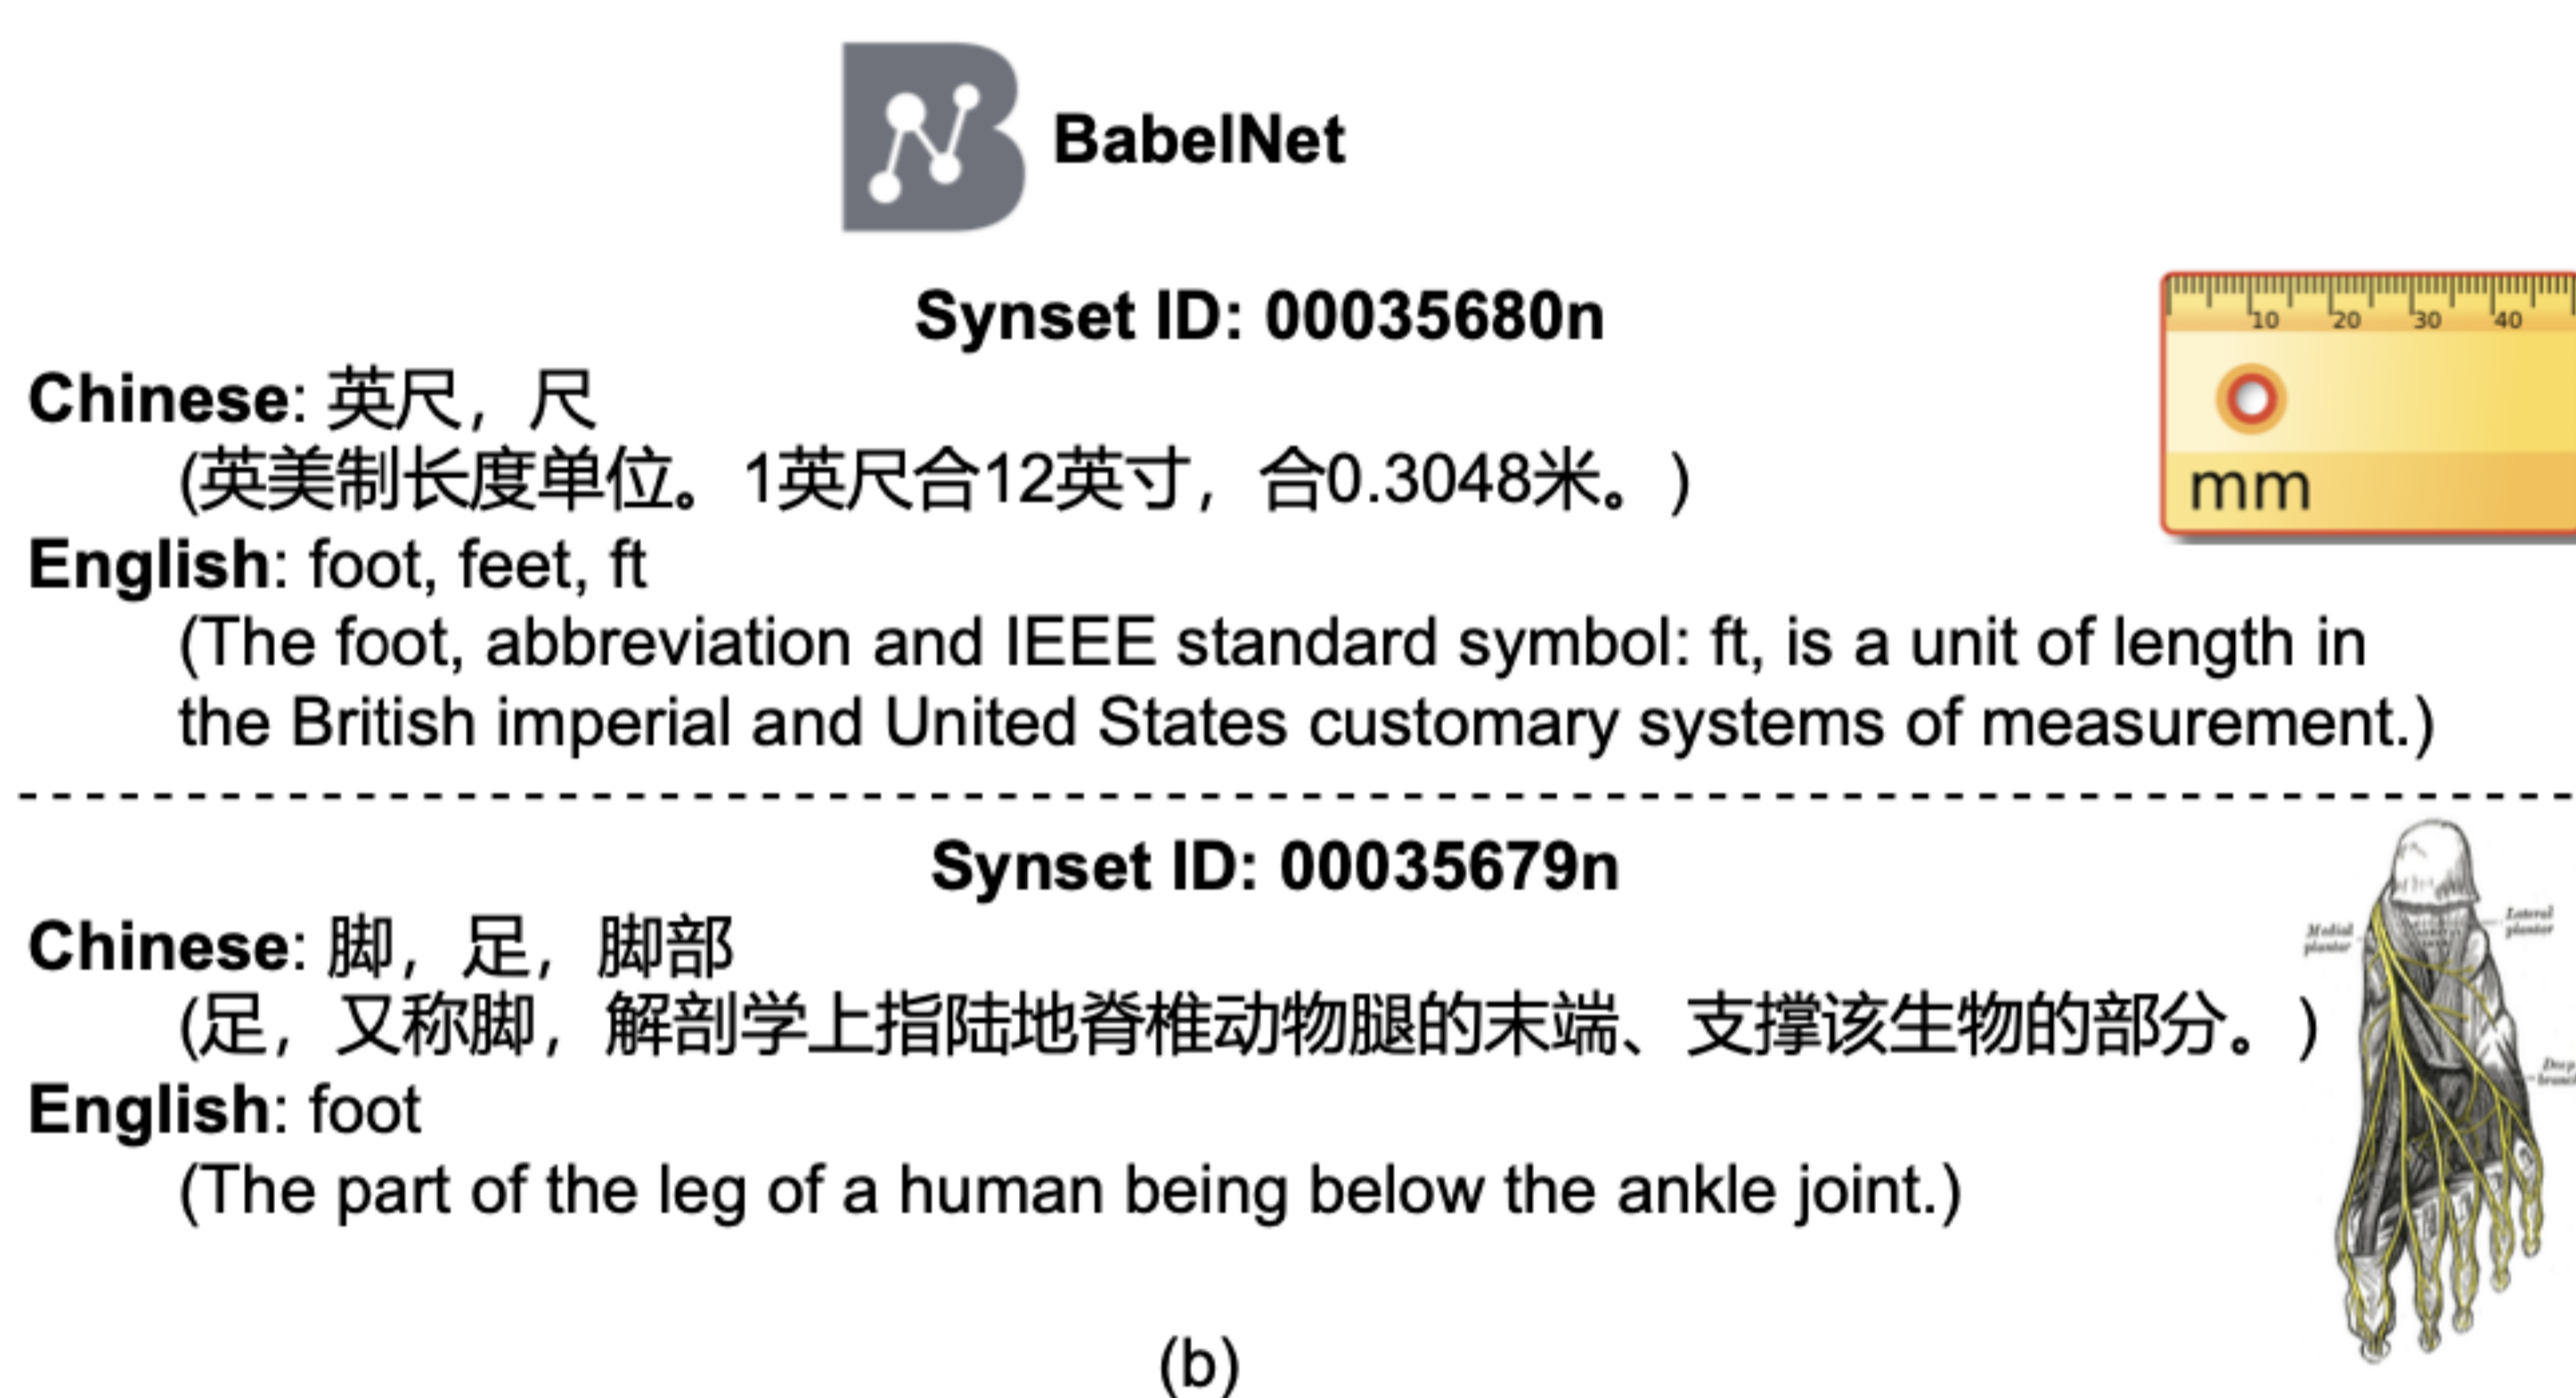 BabelNet
Synset ID: 00035680n
10 20 30 40
Chinese: 英尺，尺
(英美制长度单位。1英尺合12英寸，合0.3048米。)
mm
English: foot, feet, ft
(The foot, abbreviation and IEEE standard symbol: ft, is a unit of length in
the British imperial and United States customary systems of measurement.)
Synset ID: 00035679n
Chinese: 脚，足，脚部
Medial
plantar
Lateral
plantar
(足，又称脚，解剖学上指陆地脊椎动物腿的末端、支撑该生物的部分。)
English: foot
(The part of the leg of a human being below the ankle joint.)
(b)